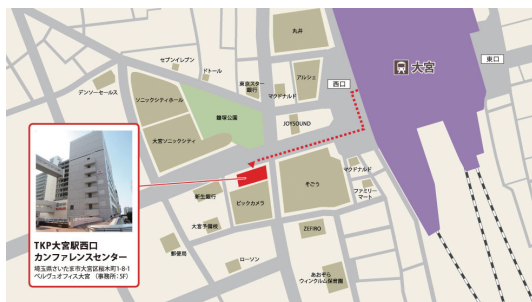 丸井
大宮
東口
セブンイレブン
ドトール
東京スター
銀行
アルシェ
西口
デンソーセールス
ソニックシティホール
マクドナルド
鐘塚公園
JOYSOUND
大宮ソニックシティ
そごう
マクドナルド
新生銀行
ビックカメラ
ファミリー
マート
大宮予備校
ZEFIRO
郵便局
ローソン
あおぞら
ウィンクルム保育園
TKP大宮駅西口
カンファレンスセンター
埼玉県さいたま市大宮区桜木町1-8-1
ベルヴュオフィス大宮 (事務所:5F)